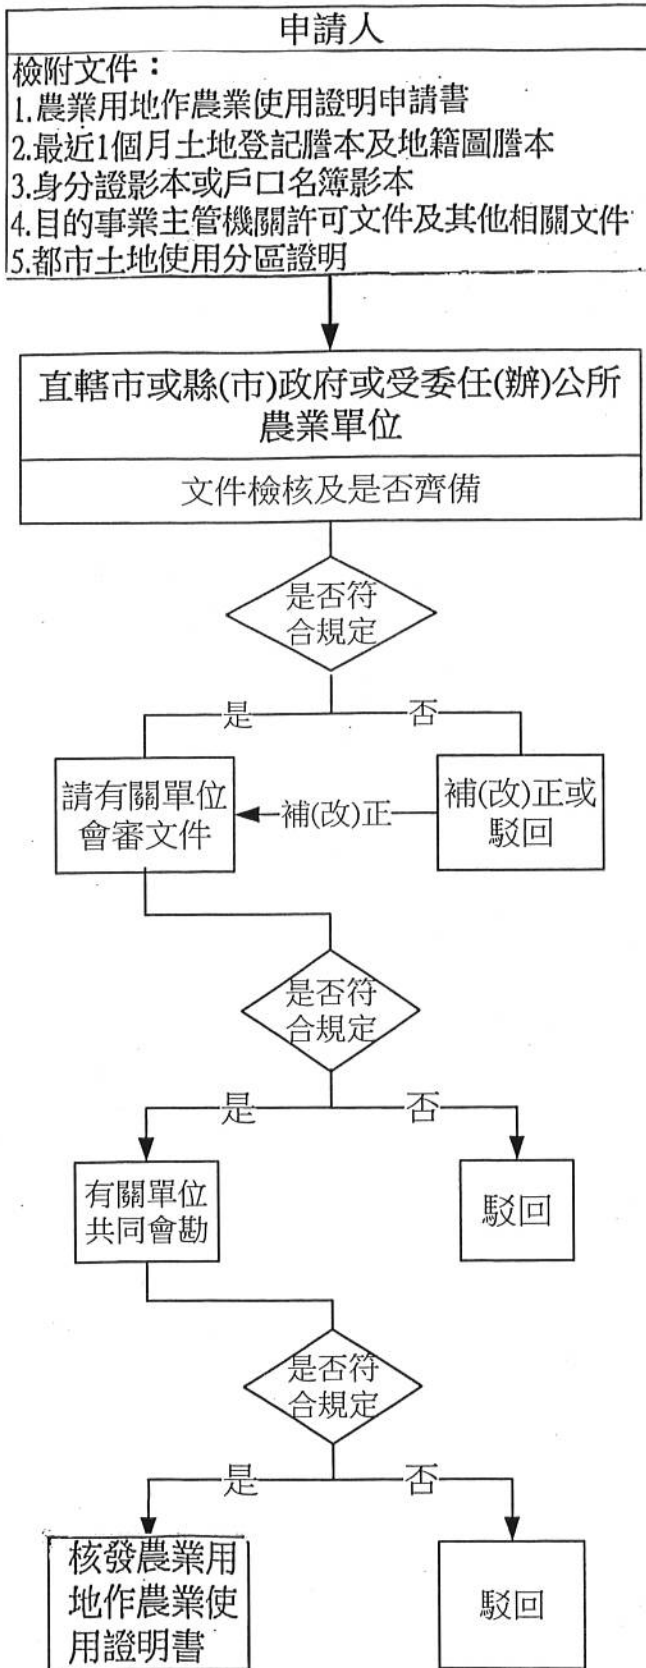 申請人
檢附文件：
1.農業用地作農業使用證明申請書
2.最近1個月土地登記謄本及地籍圖謄本
3.身分證影本或戶口名簿影本
4.目的事業主管機關許可文件及其他相關文件
5.都市土地使用分區證明
直轄市或縣(市)政府或受委任(辦)公所
農業單位
文件檢核及是否齊備
是否符
合規定
是
否
請有關單位
會審文件
補(改)正
補(改)正或
駁回
是否符
合規定
是
否
有關單位
共同會勘
駁回
是否符
合規定
是
否
核發農業用
地作農業使
用證明書
駁回